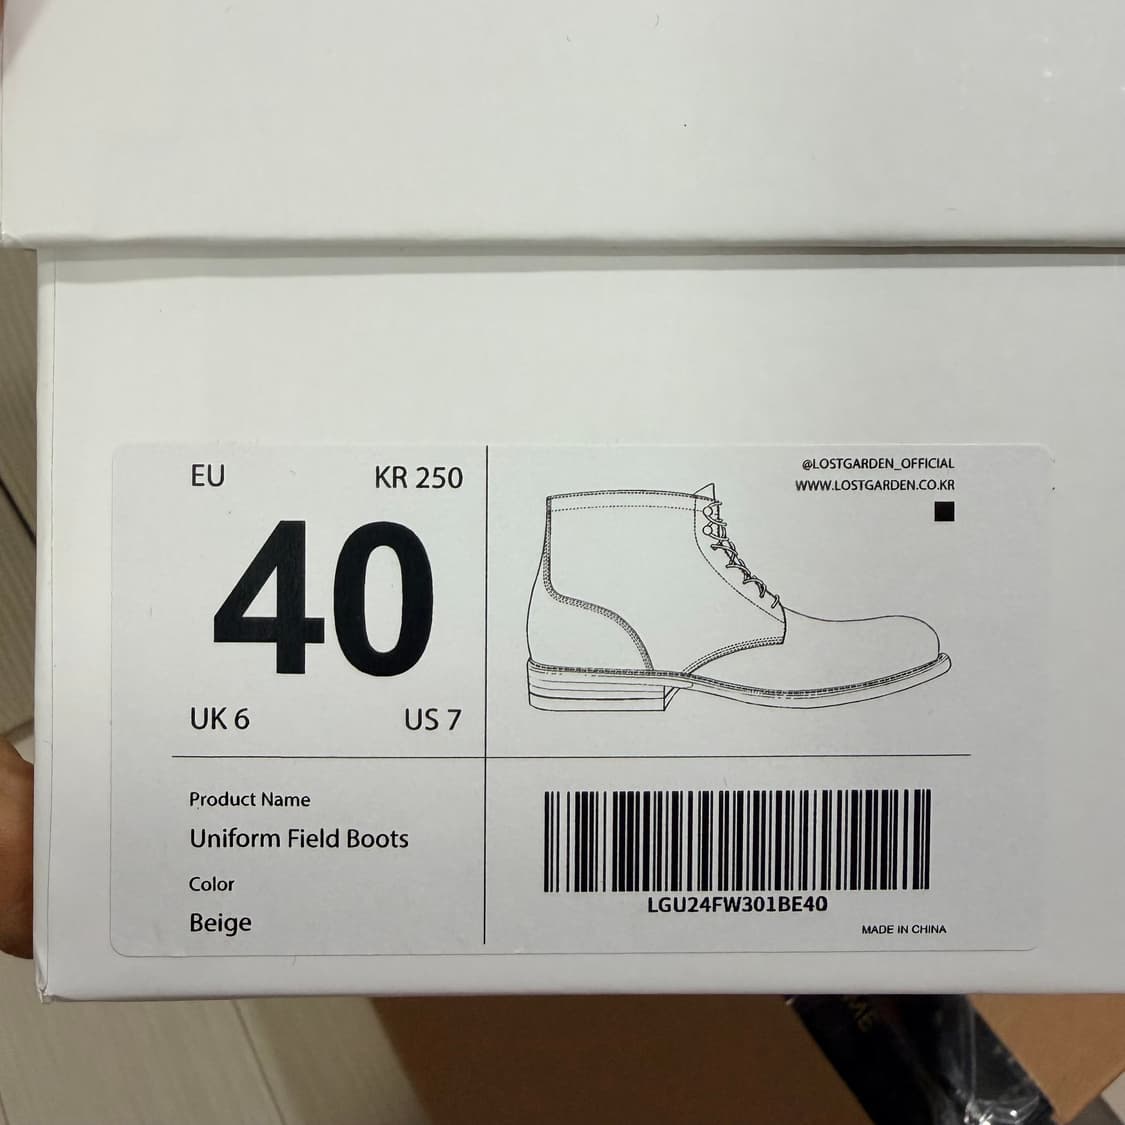 EU
KR 250
40
UK 6
US 7
@LOSTGARDEN_OFFICIAL
WWW.LOSTGARDEN.CO.KR
Product Name
Uniform Field Boots
Color
Beige
LGU24FW301BE40
MADE IN CHINA